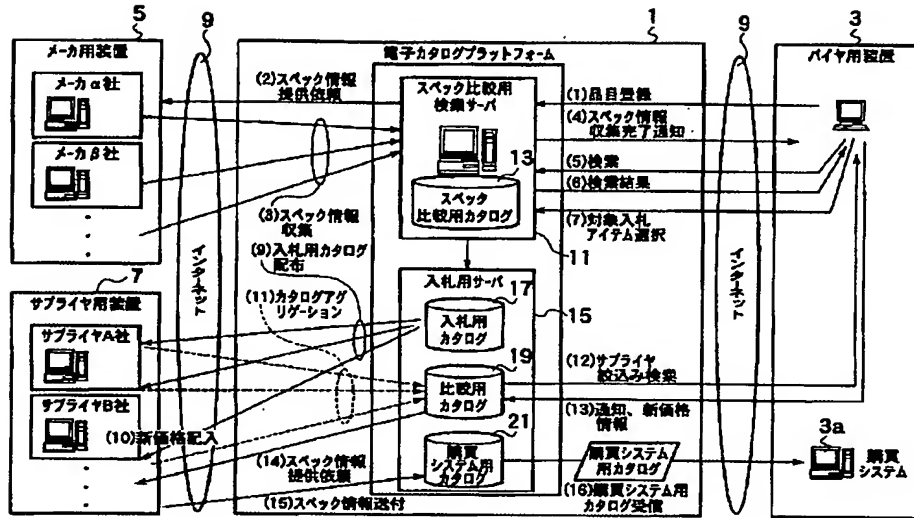 5
メーカ用装置
メーカα社
メーカβ社
9
インターネット
1
電子カタログプラットフォーム
スペック比較用
検索サーバ
13
スペック
比較用カタログ
11
(2)スペック情報
提供依頼
(3)スペック情報
収集
(9)入札用カタログ
配布
(11)カタログアグ
リゲーション
9
インターネット
3
バイヤ用装置
(1)品目登録
(4)スペック情報
収集完了通知
(5)検索
(6)検索結果
(7)対象入札
アイテム選択
7
サプライヤ用装置
サプライヤA社
サプライヤB社
(10)新価格記入
入札用サーバ
15
17
入札用
カタログ
19
比較用
カタログ
21
購買
システム用
カタログ
(12)サプライヤ
絞込み検索
(13)通知、新価格
情報
(14)スペック情報
提供依頼
(15)スペック情報送付
購買システム
用カタログ
(16)購買システム用
カタログ受信
3a
購買
システム